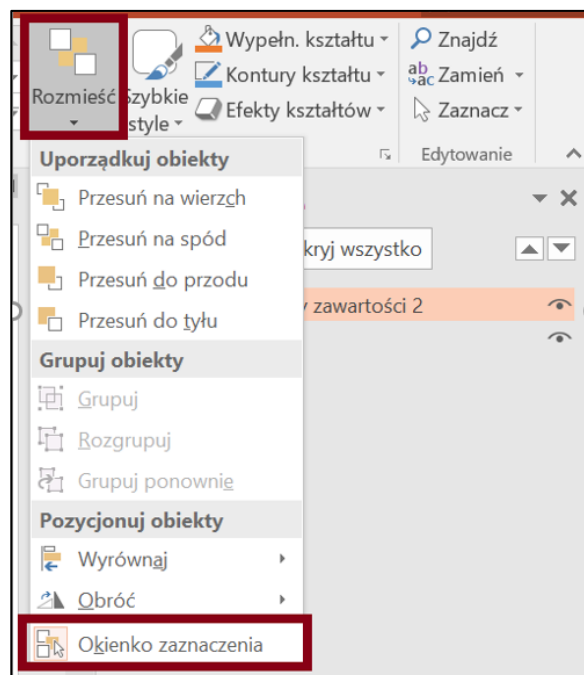 Rozmieść
Szybkie
style
Wypełn. kształtu
Kontury kształtu
Efekty kształtów
Znajdź
Zamień
Zaznacz
Edytowanie
Uporządkuj obiekty
Przesuń na wierzch
Przesuń na spód
Przesuń do przodu
Przesuń do tyłu
Grupuj obiekty
Grupuj
Rozgrupuj
Grupuj ponownie
Pozycjonuj obiekty
Wyrównaj
Obróć
Okienko zaznaczenia
kryj wszystko
zawartości 2